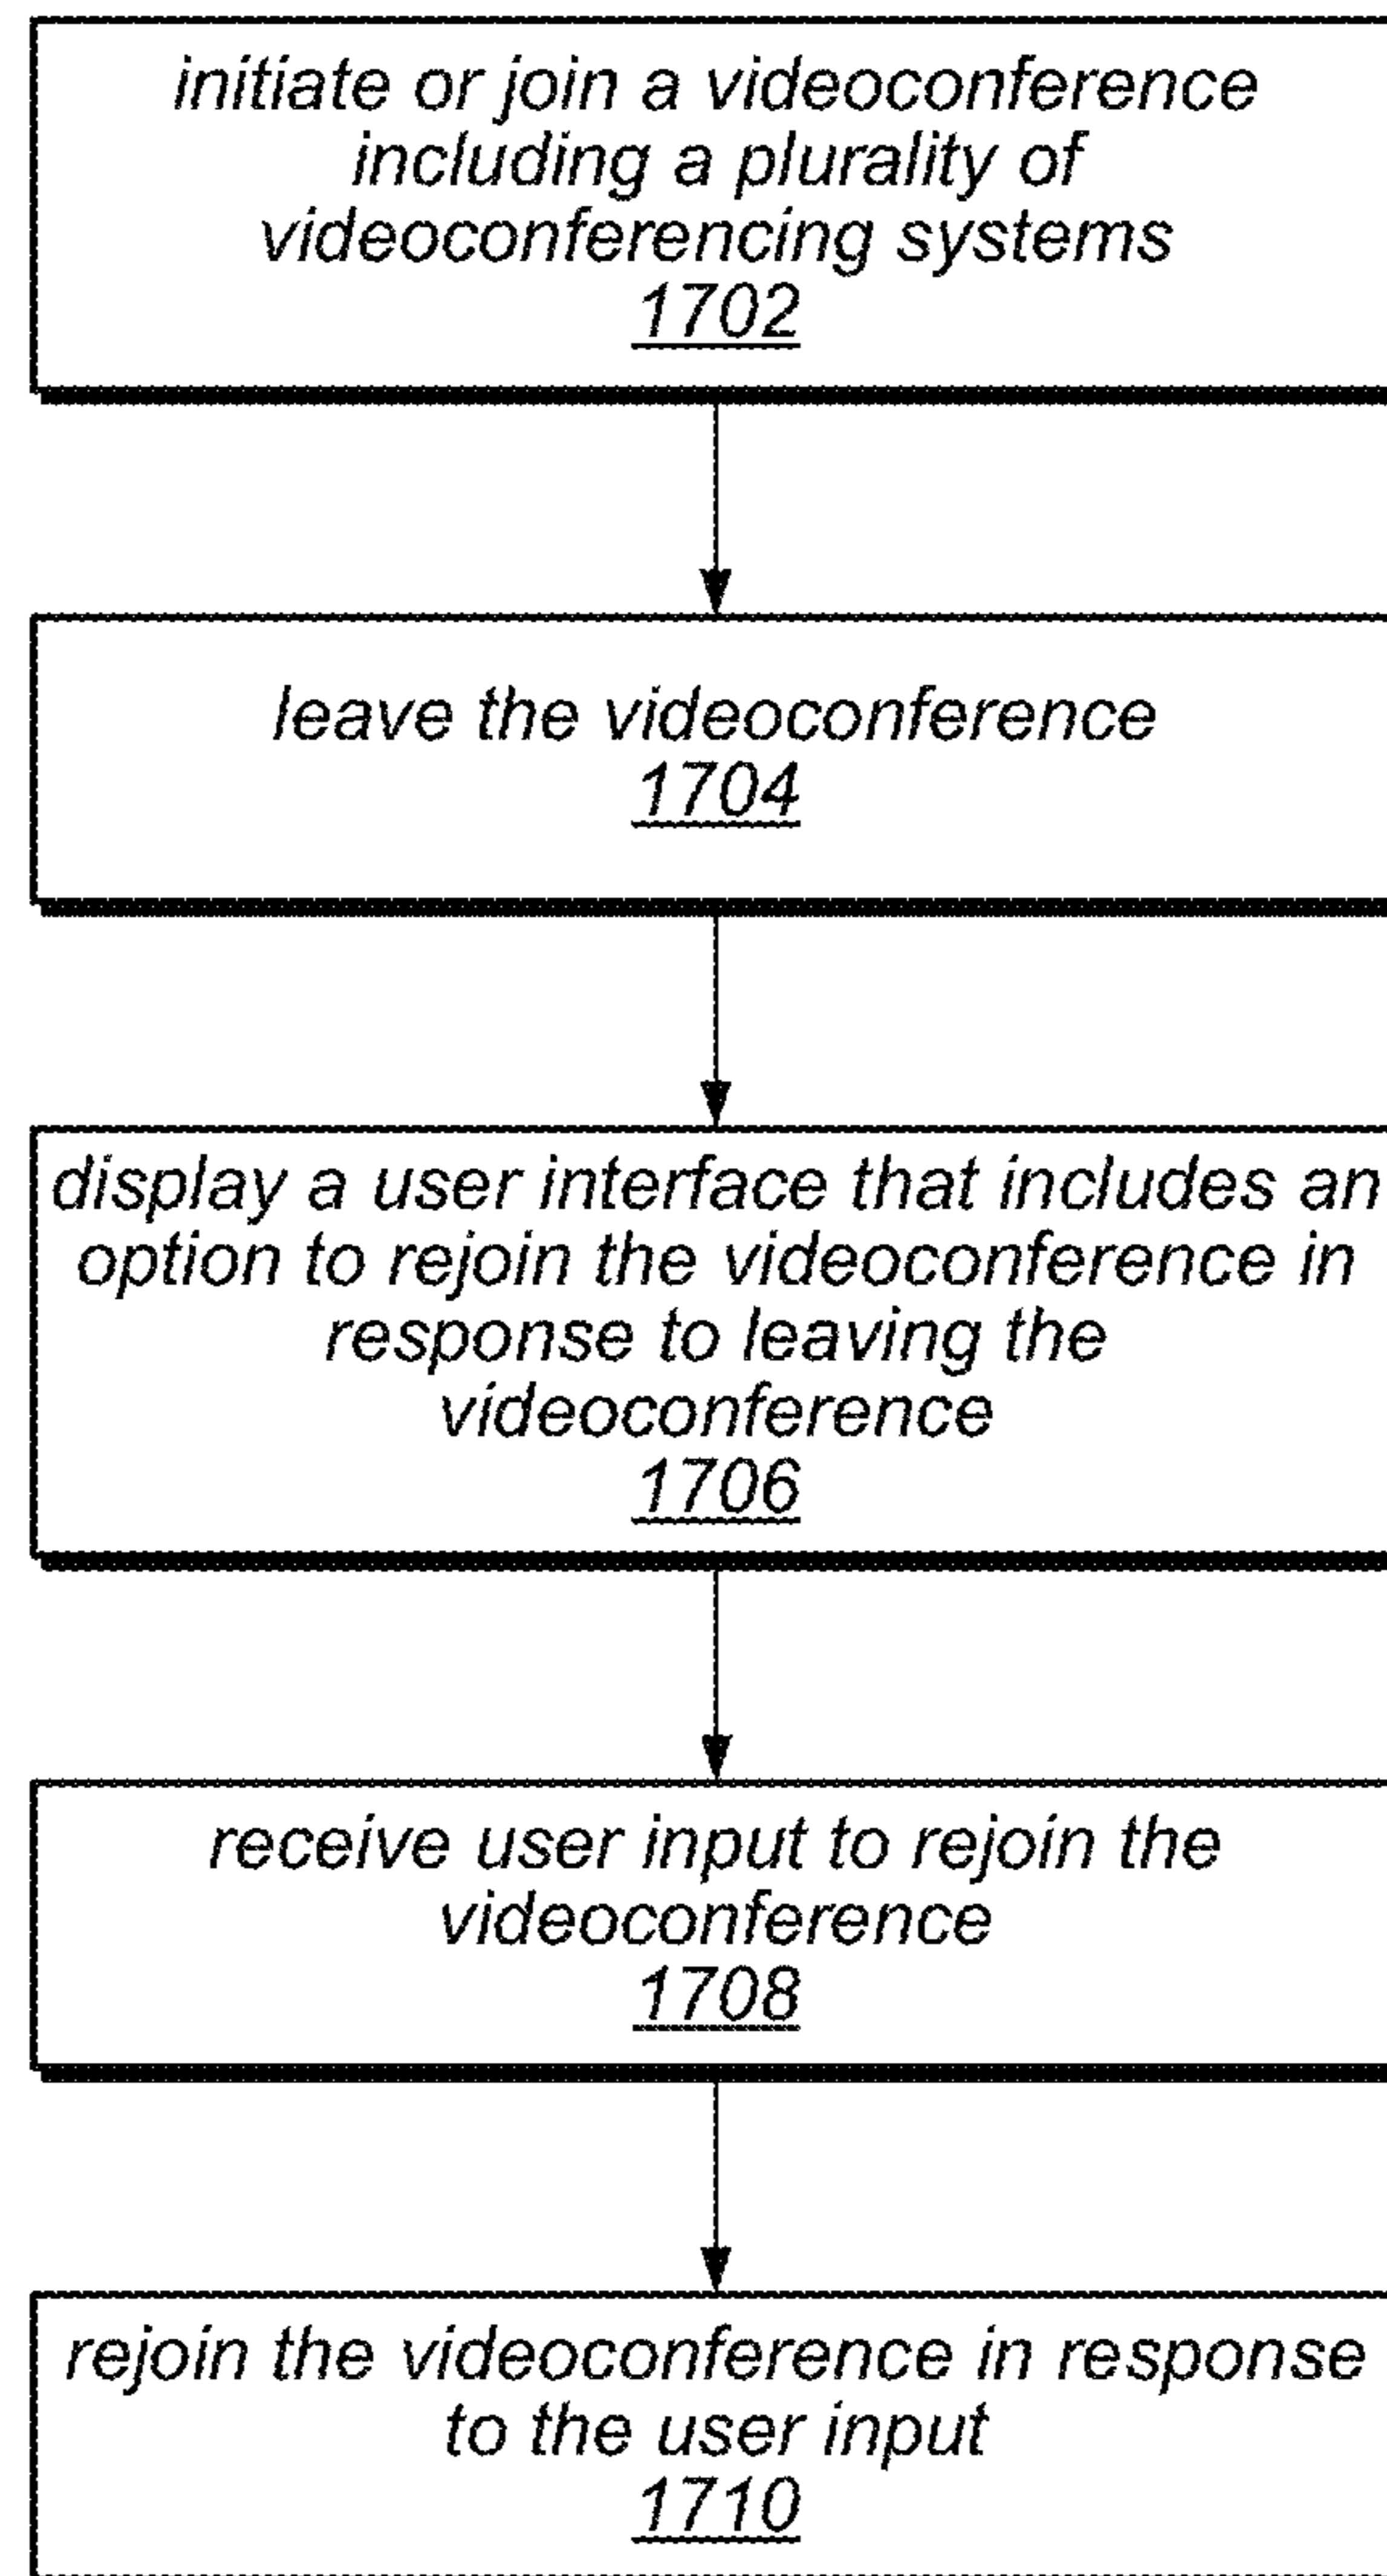 initiate or join a videoconference
including a plurality of
videoconferencing systems
1702
leave the videoconference
1704
display a user interface that includes an
option to rejoin the videoconference in
response to leaving the
videoconference
1706
receive user input to rejoin the
videoconference
1708
rejoin the videoconference in response
to the user input
1710